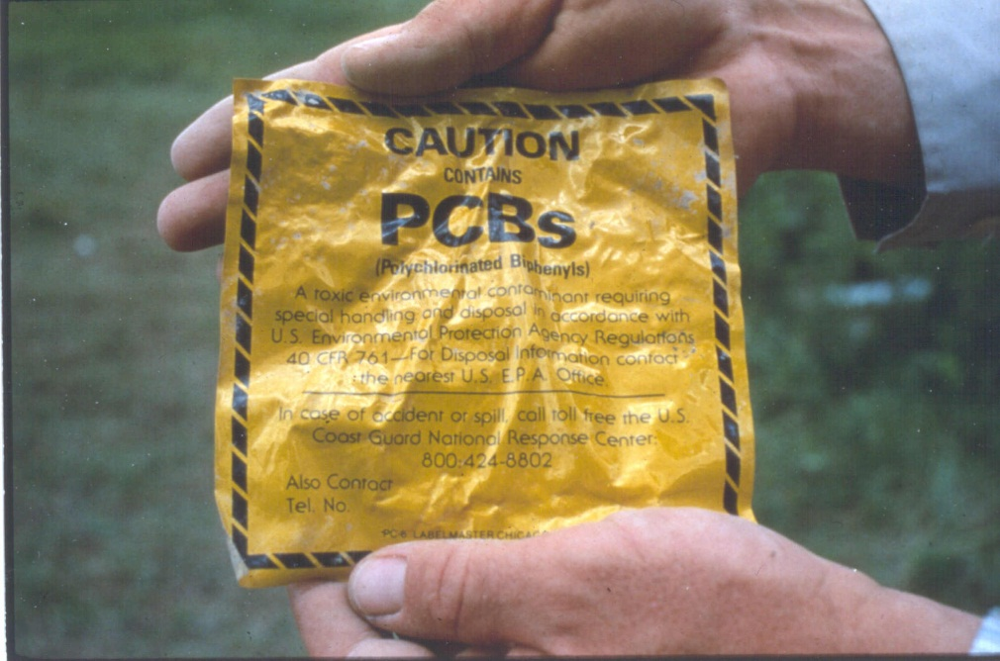 CAUTION
CONTAINS
PCBs
(Polychlorinated Biphenyls)
A toxic environmental contaminant requiring
special handling and disposal in accordance with
U.S. Environmental Protection Agency Regulations
40 CFR 761—For Disposal Information contact
the nearest U.S. E.P.A. Office.
In case of accident or spill, call toll free the U.S.
Coast Guard National Response Center:
800:424-8802
Also Contact
Tel. No.
LABELMASTER CHICAGO